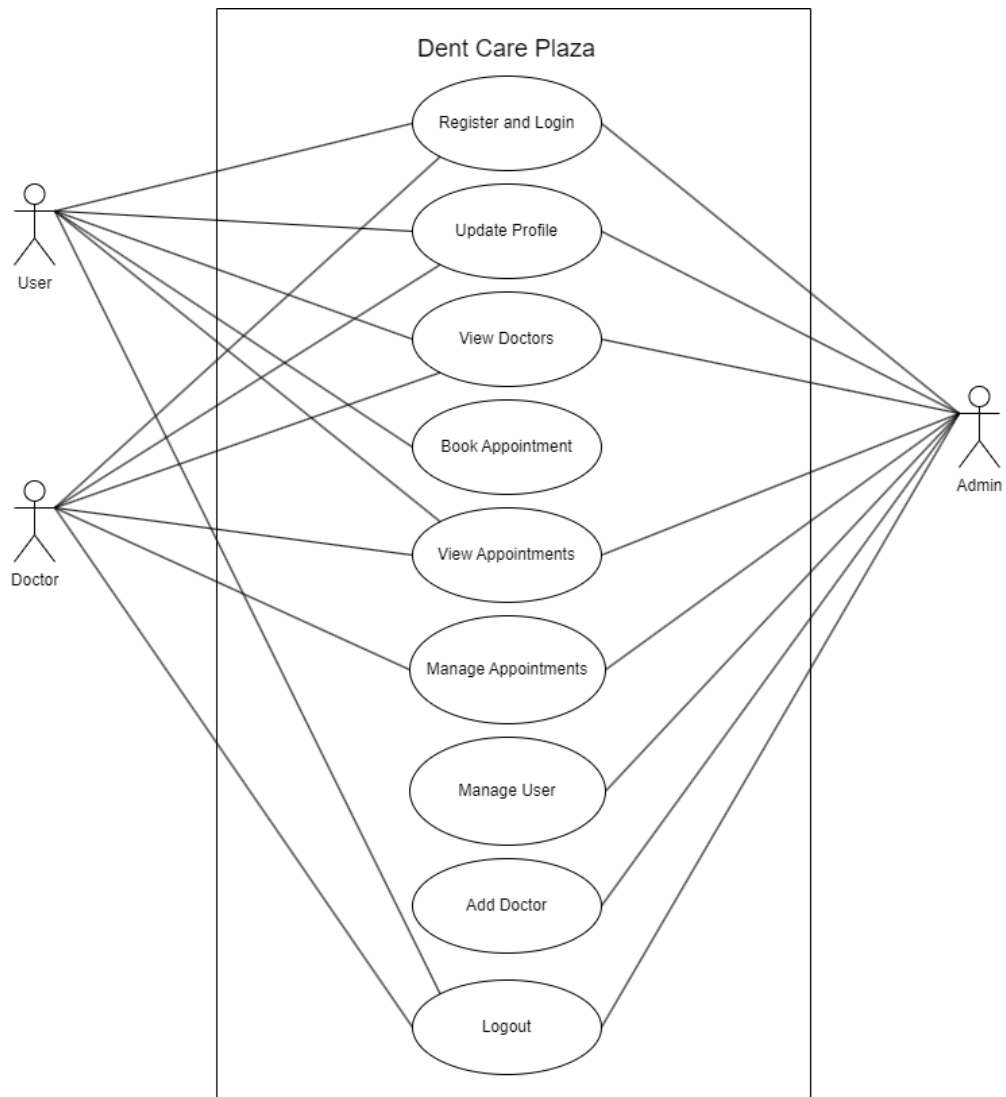 Dent Care Plaza
Register and Login
Update Profile
User
View Doctors
Book Appointment
Admin
View Appointments
Doctor
Manage Appointments
Manage User
Add Doctor
Logout